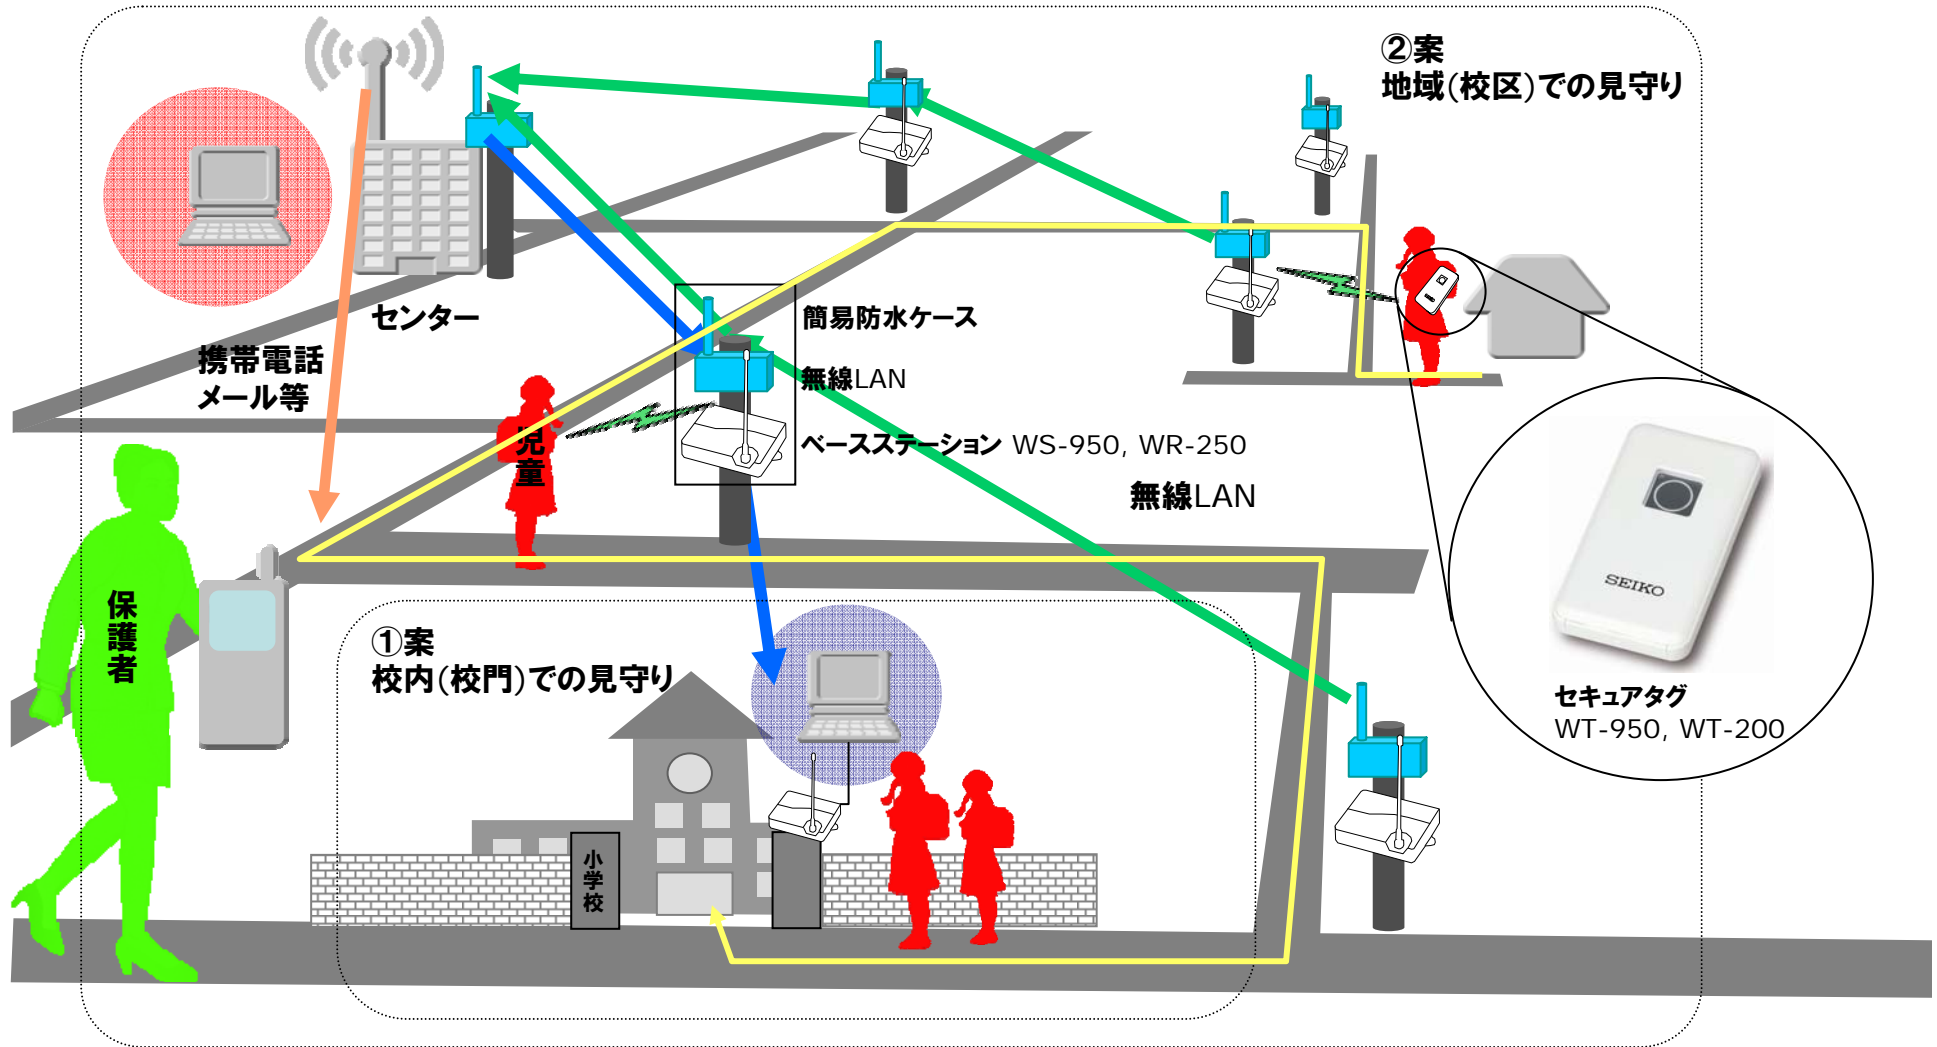 ②案
地域(校区)での見守り
センター
携帯電話
メール等
簡易防水ケース
無線LAN
ベースステーション WS-950, WR-250
無線LAN
児童
保護者
①案
校内(校門)での見守り
小学校
SEIKO
セキュアタグ
WT-950, WT-200